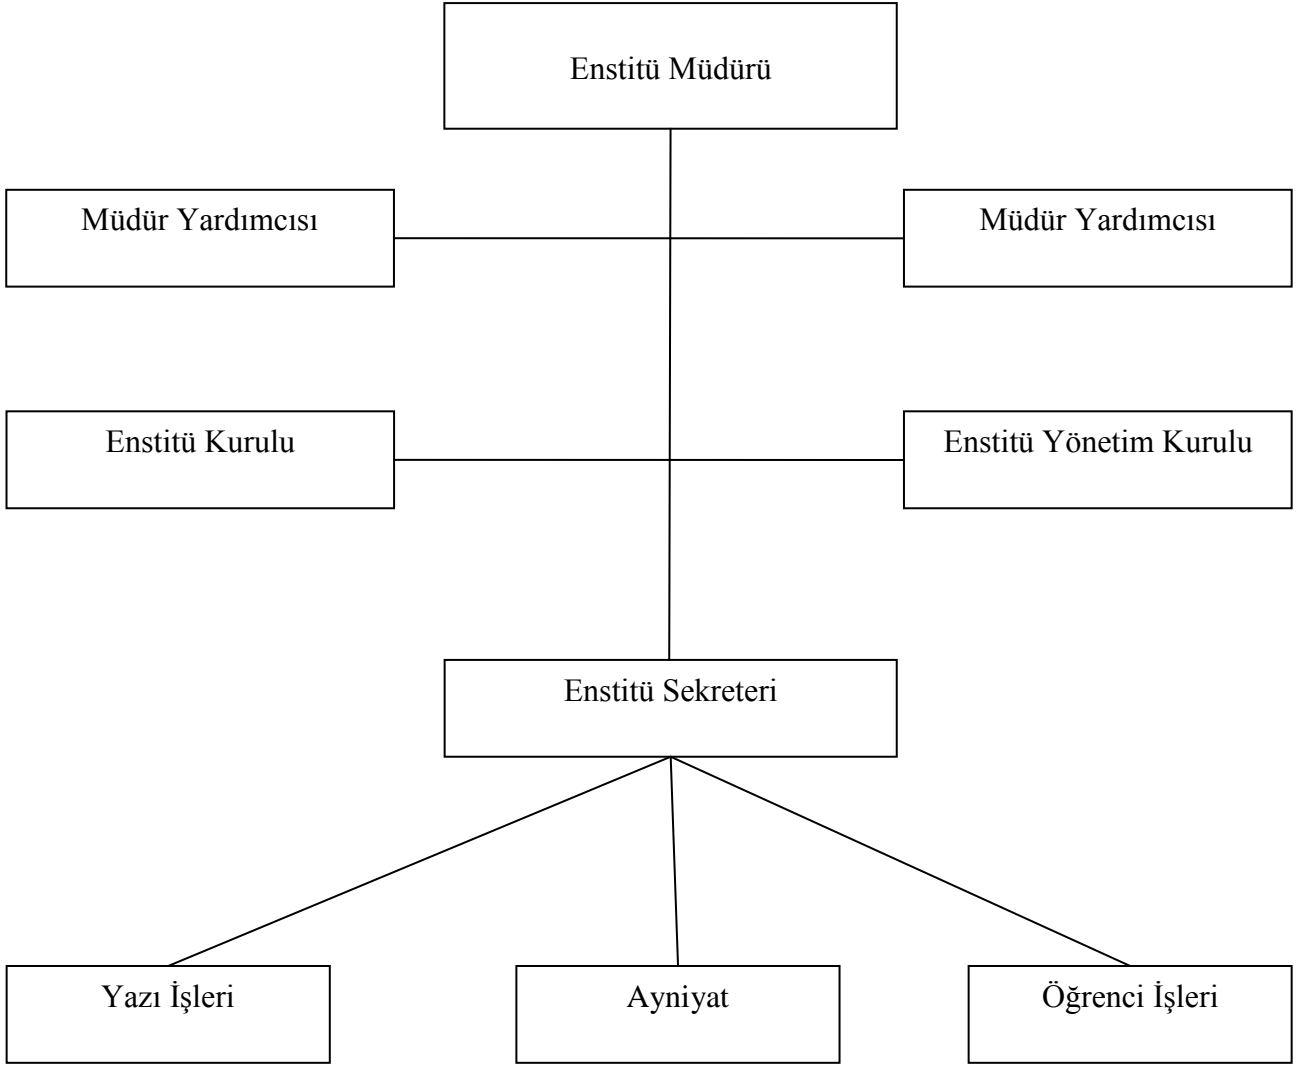 Enstitü Müdürü
Müdür Yardımcısı
Müdür Yardımcısı
Enstitü Kurulu
Enstitü Yönetim Kurulu
Enstitü Sekreteri
Yazı İşleri
Ayniyat
Öğrenci İşleri